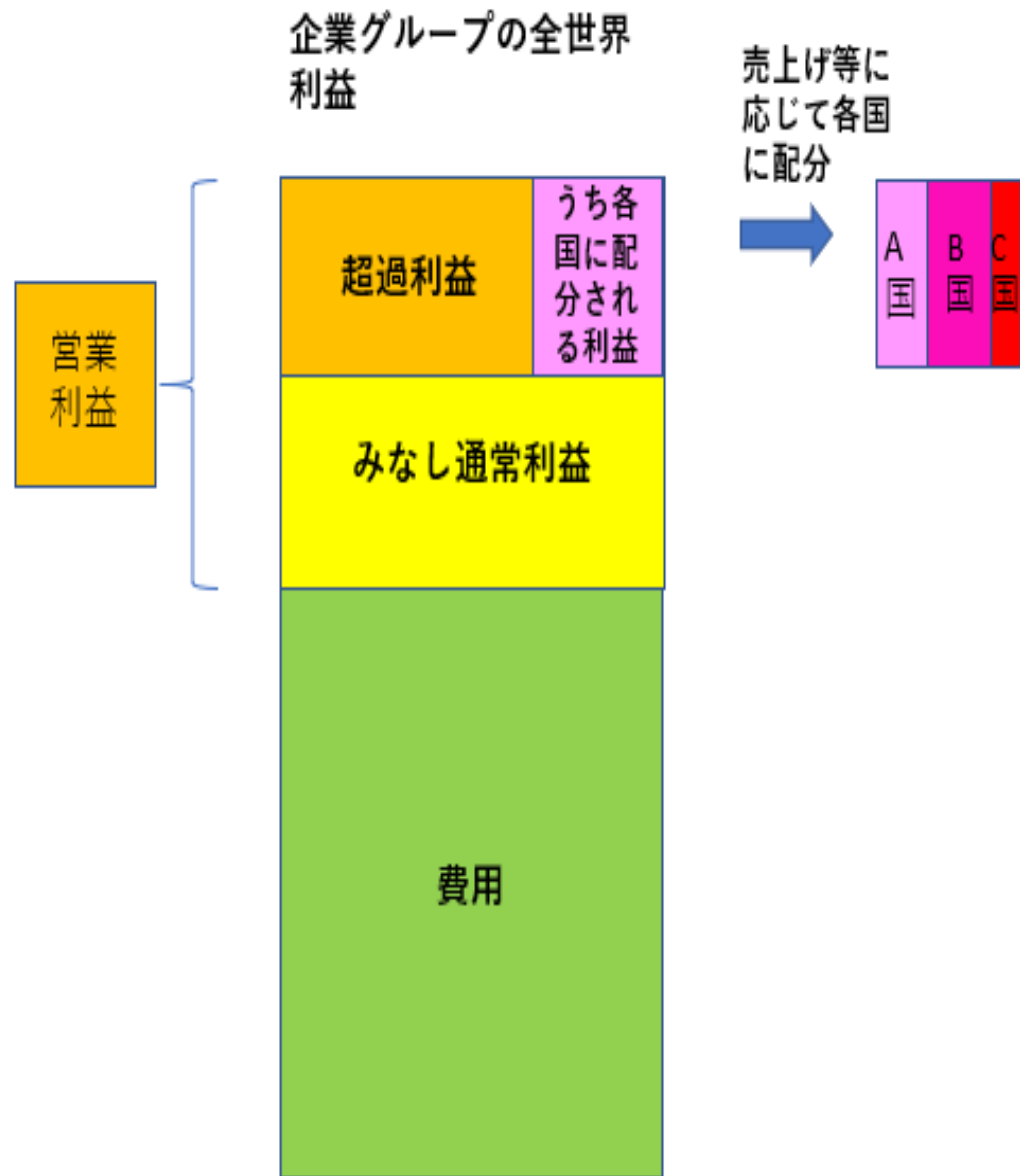 企業グループの全世界
利益
売上げ等に
応じて各国
に配分
営業
利益
超過利益
うち各
国に配
分され
る利益
A
国
B
国
C
国
みなし通常利益
費用